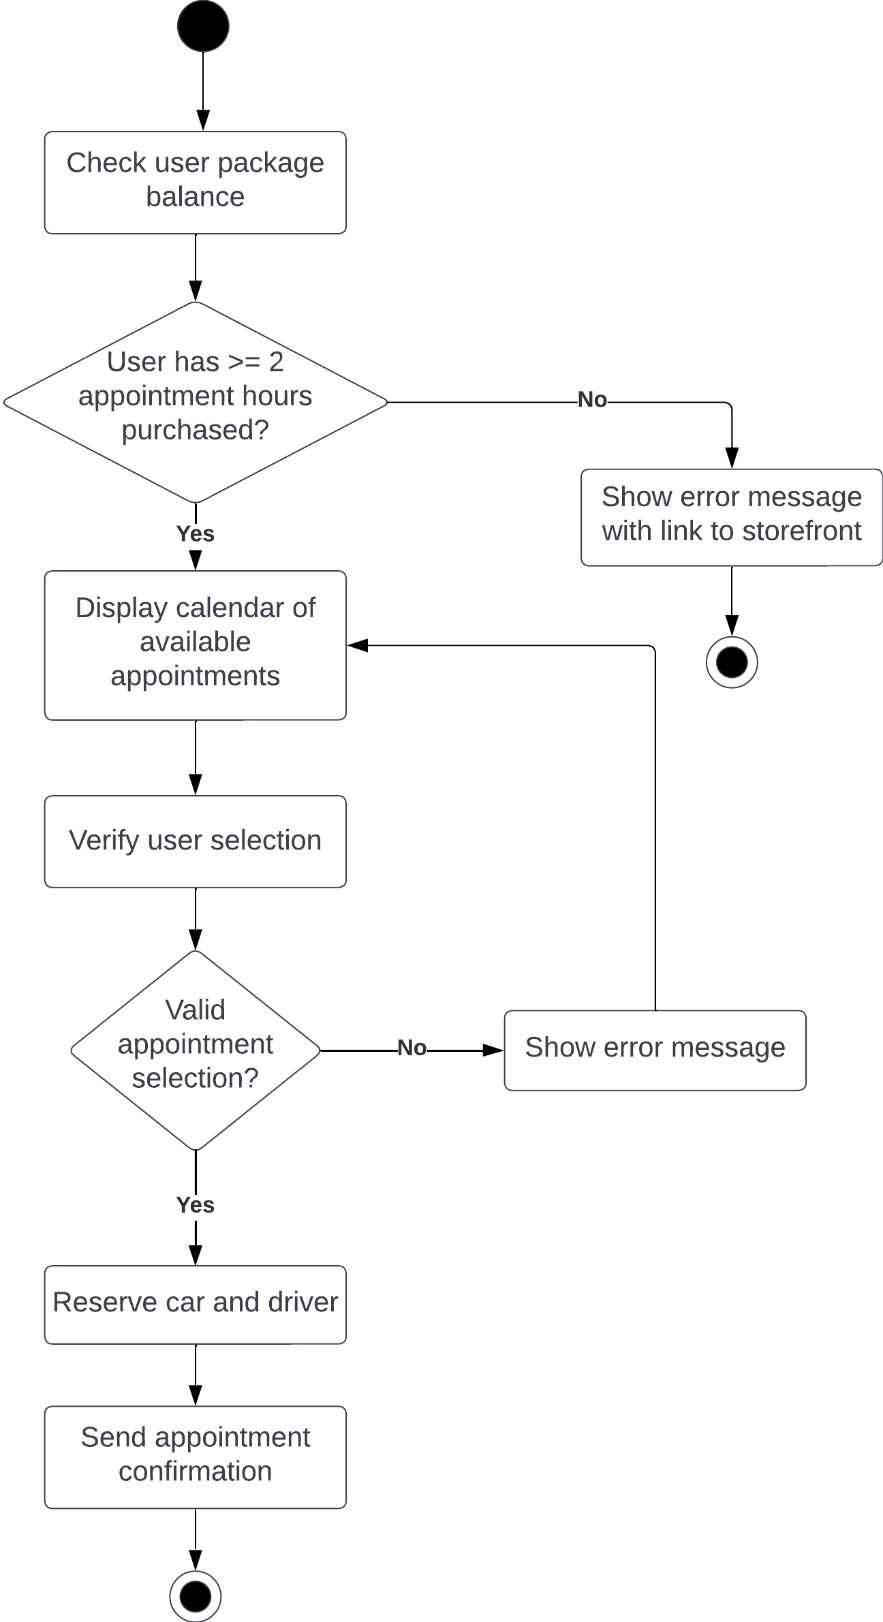 Check user package
balance
User has >= 2
appointment hours
purchased?
No
Show error message
with link to storefront
Yes
Display calendar of
available
appointments
Verify user selection
Valid
appointment
selection?
No
Show error message
Yes
Reserve car and driver
Send appointment
confirmation